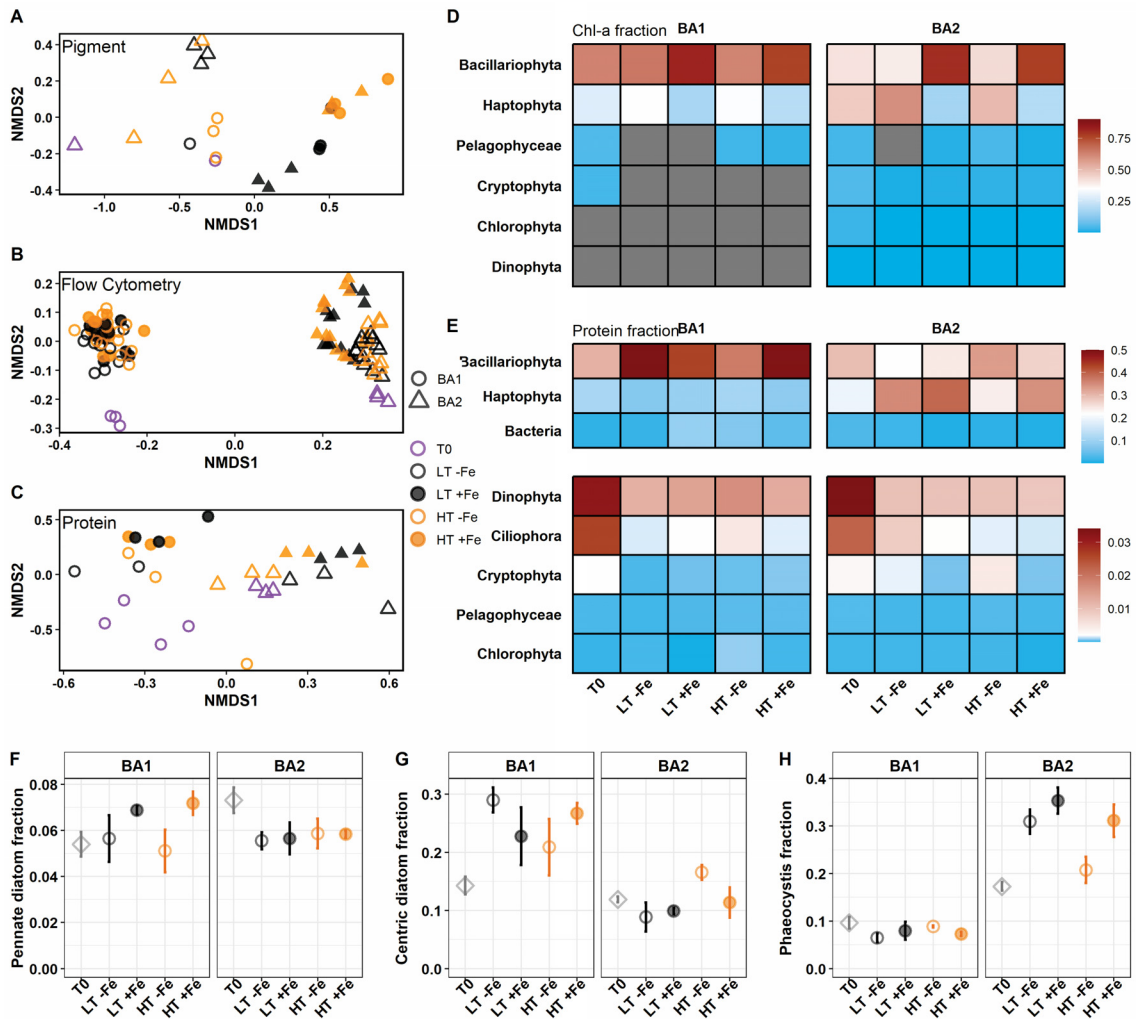 A
Pigment
NMDS2
0.4
0.2
0.0
-0.2
-0.4
-1.0
-0.5
0.0
0.5
NMDS1
B
Flow Cytometry
NMDS2
0.2
0.1
0.0
-0.1
-0.2
-0.3
-0.4
-0.2
0.0
0.2
NMDS1
BA1
BA2
T0
LT -Fe
LT +Fe
HT -Fe
HT +Fe
C
Protein
NMDS2
0.5
0.0
-0.5
-0.6
-0.3
0.0
0.3
0.6
NMDS1
D
Chl-a fraction
BA1
BA2
Bacillariophyta
Haptophyta
Pelagophyceae
Cryptophyta
Chlorophyta
Dinophyta
0.75
0.50
0.25
E
Protein fraction
BA1
BA2
Bacillariophyta
Haptophyta
Bacteria
0.5
0.4
0.3
0.2
0.1
0.0
Dinophyta
Ciliophora
Cryptophyta
Pelagophyceae
Chlorophyta
0.03
0.02
0.01
T0 LT -Fe LT +Fe HT -Fe HT +Fe
T0 LT -Fe LT +Fe HT -Fe HT +Fe
F
BA1
BA2
Pennate diatom fraction
0.08
0.06
0.04
0.02
0.00
T0 LT -Fe LT +Fe HT -Fe HT +Fe
T0 LT -Fe LT +Fe HT -Fe HT +Fe
G
BA1
BA2
Centric diatom fraction
0.3
0.2
0.1
0.0
T0 LT -Fe LT +Fe HT -Fe HT +Fe
T0 LT -Fe LT +Fe HT -Fe HT +Fe
H
BA1
BA2
Phaeocystis fraction
0.4
0.3
0.2
0.1
0.0
T0 LT -Fe LT +Fe HT -Fe HT +Fe
T0 LT -Fe LT +Fe HT -Fe HT +Fe